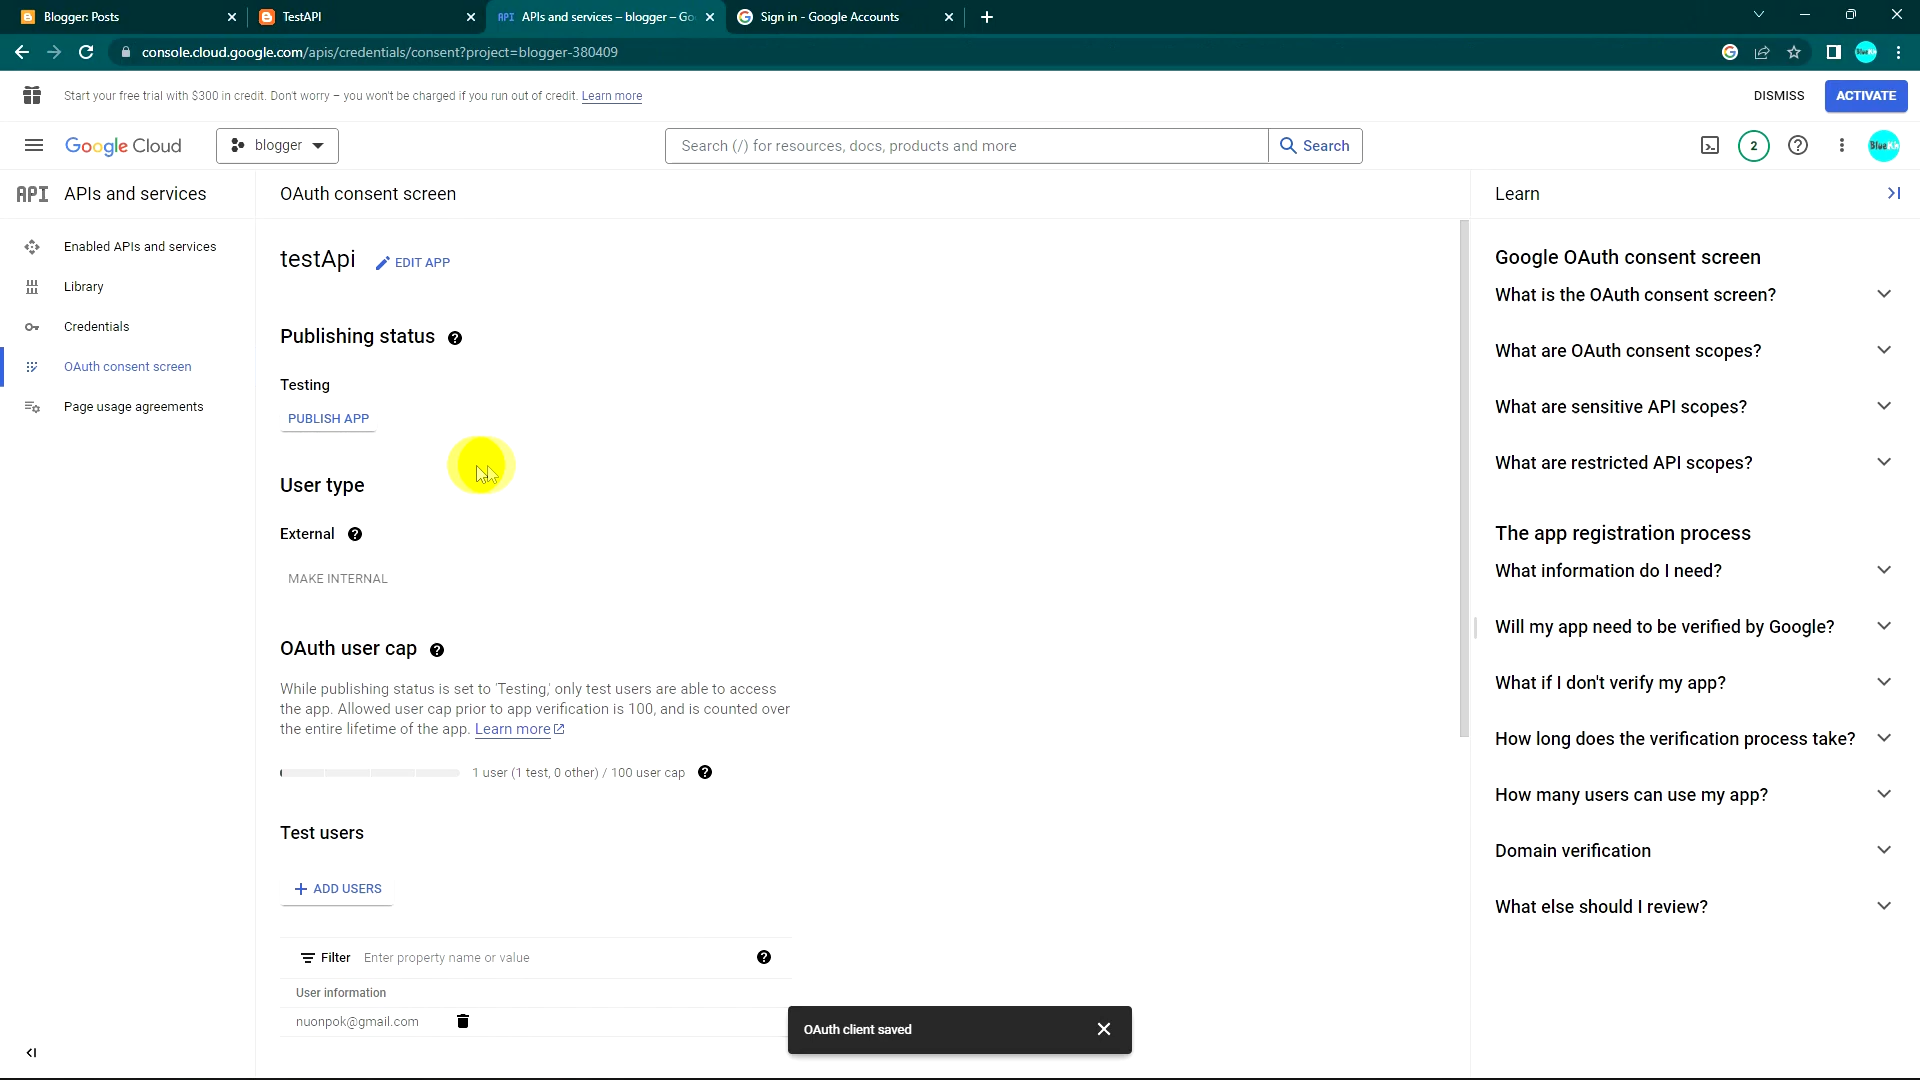 Blogger: Posts
TestAPI
API APIs and services – blogger – Go
Sign in - Google Accounts
console.cloud.google.com/apis/credentials/consent?project=blogger-380409
Start your free trial with $300 in credit. Don't worry – you won't be charged if you run out of credit. Learn more
DISMISS
ACTIVATE
Google Cloud
blogger
Search (/) for resources, docs, products and more
Search
2
API APIs and services
Enabled APIs and services
Library
Credentials
OAuth consent screen
Page usage agreements
OAuth consent screen
testApi
EDIT APP
Publishing status
Testing
PUBLISH APP
User type
External
MAKE INTERNAL
OAuth user cap
While publishing status is set to 'Testing,' only test users are able to access
the app. Allowed user cap prior to app verification is 100, and is counted over
the entire lifetime of the app. Learn more
1 user (1 test, 0 other) / 100 user cap
Test users
+ ADD USERS
Filter Enter property name or value
User information
nuonpok@gmail.com
OAuth client saved
Learn
Google OAuth consent screen
What is the OAuth consent screen?
What are OAuth consent scopes?
What are sensitive API scopes?
What are restricted API scopes?
The app registration process
What information do I need?
Will my app need to be verified by Google?
What if I don't verify my app?
How long does the verification process take?
How many users can use my app?
Domain verification
What else should I review?